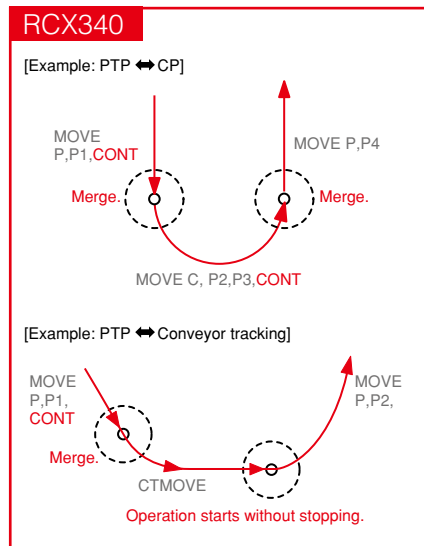 RCX340
[Example: PTP ⬌ CP]
MOVE
P,P1,CONT
MOVE P,P4
Merge.
Merge.
MOVE C, P2,P3,CONT
[Example: PTP ⬌ Conveyor tracking]
MOVE
P,P1,
CONT
MOVE
P,P2,
Merge.
CTMOVE
Operation starts without stopping.